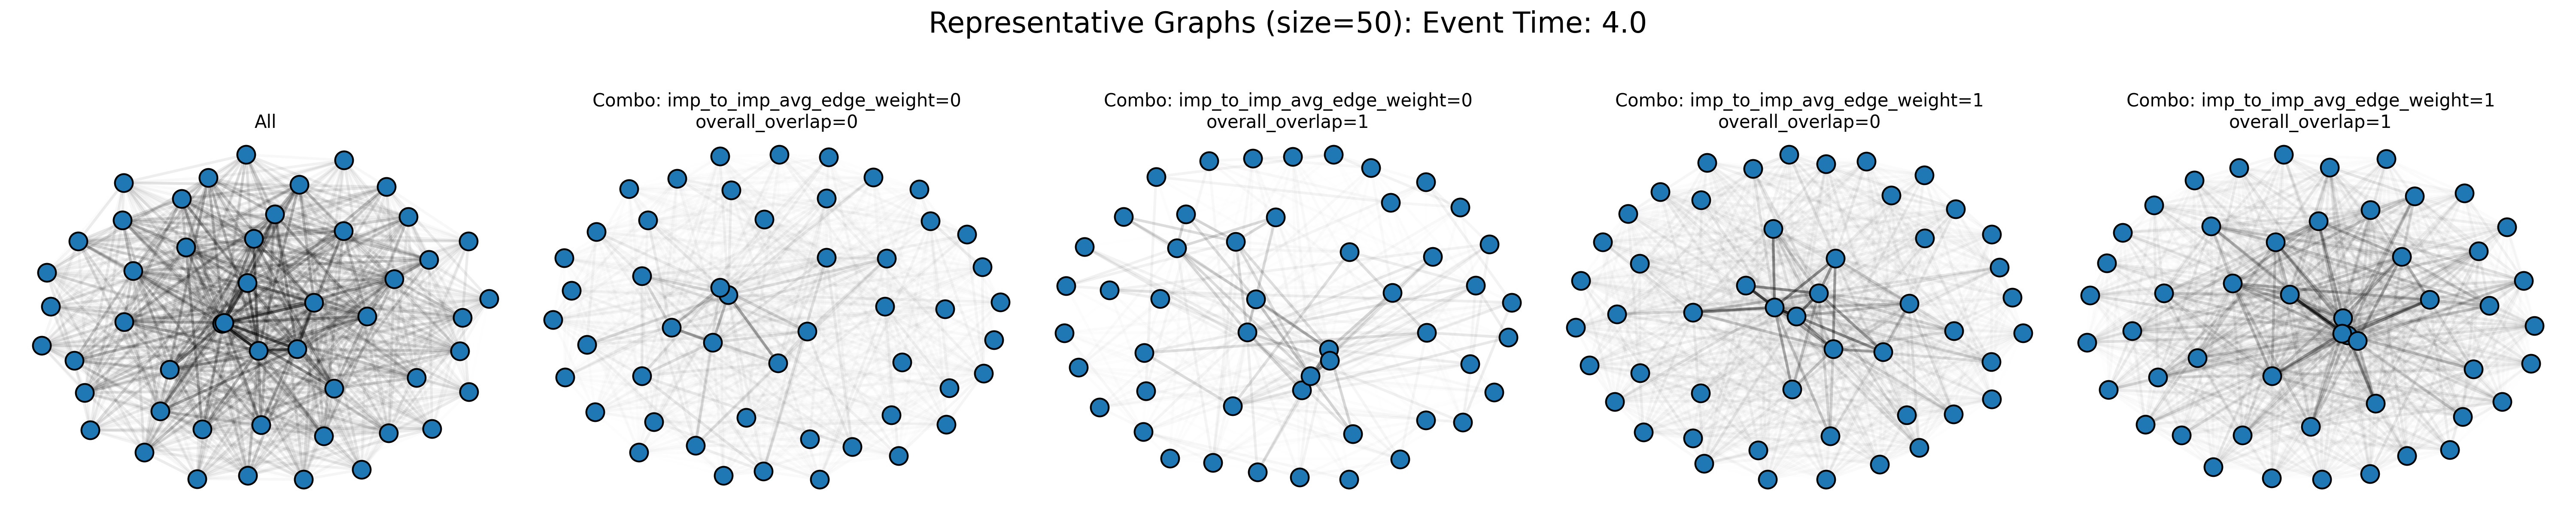 Representative Graphs (size=50): Event Time: 4.0
All
Combo: imp_to_imp_avg_edge_weight=0
overall_overlap=0
Combo: imp_to_imp_avg_edge_weight=0
overall_overlap=1
Combo: imp_to_imp_avg_edge_weight=1
overall_overlap=0
Combo: imp_to_imp_avg_edge_weight=1
overall_overlap=1